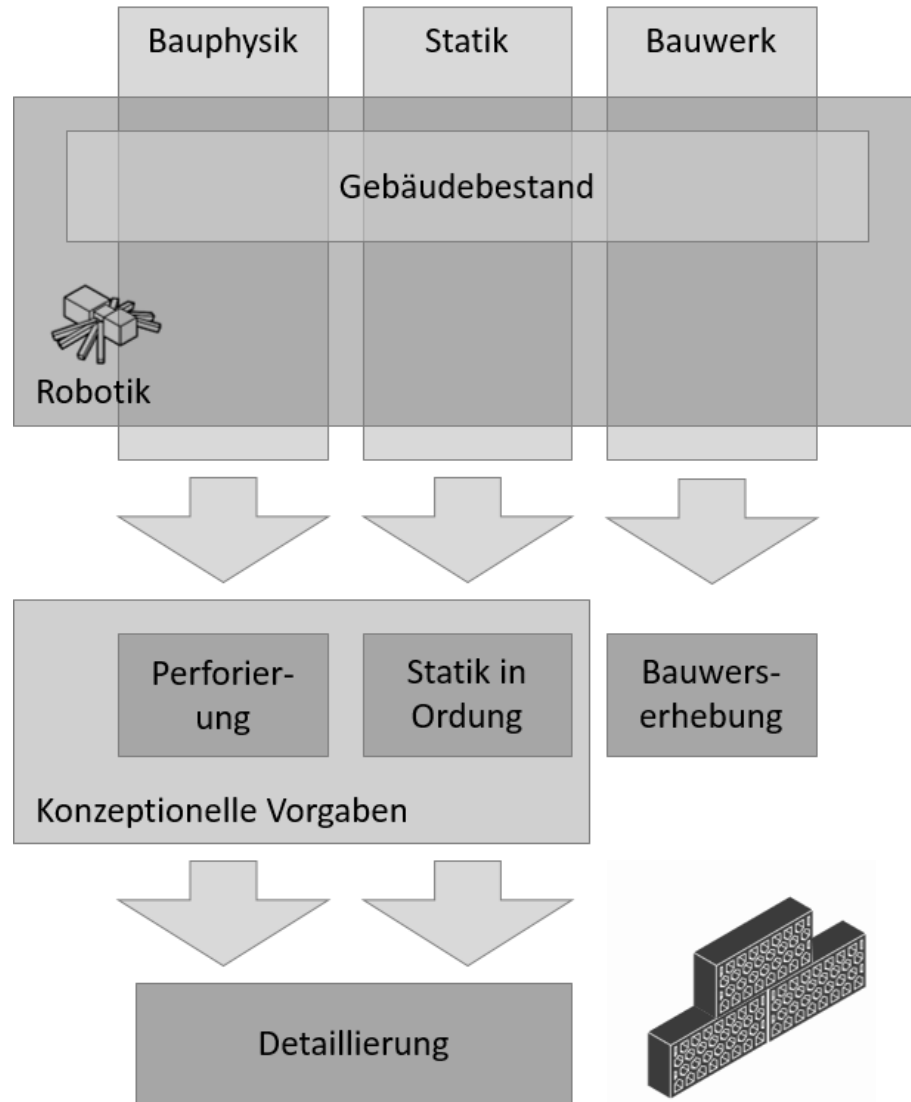 Bauphysik
Statik
Bauwerk
Gebäudebestand
Robotik
Perforier-
ung
Statik in
Ordung
Bauwers-
erhebung
Konzeptionelle Vorgaben
Detaillierung